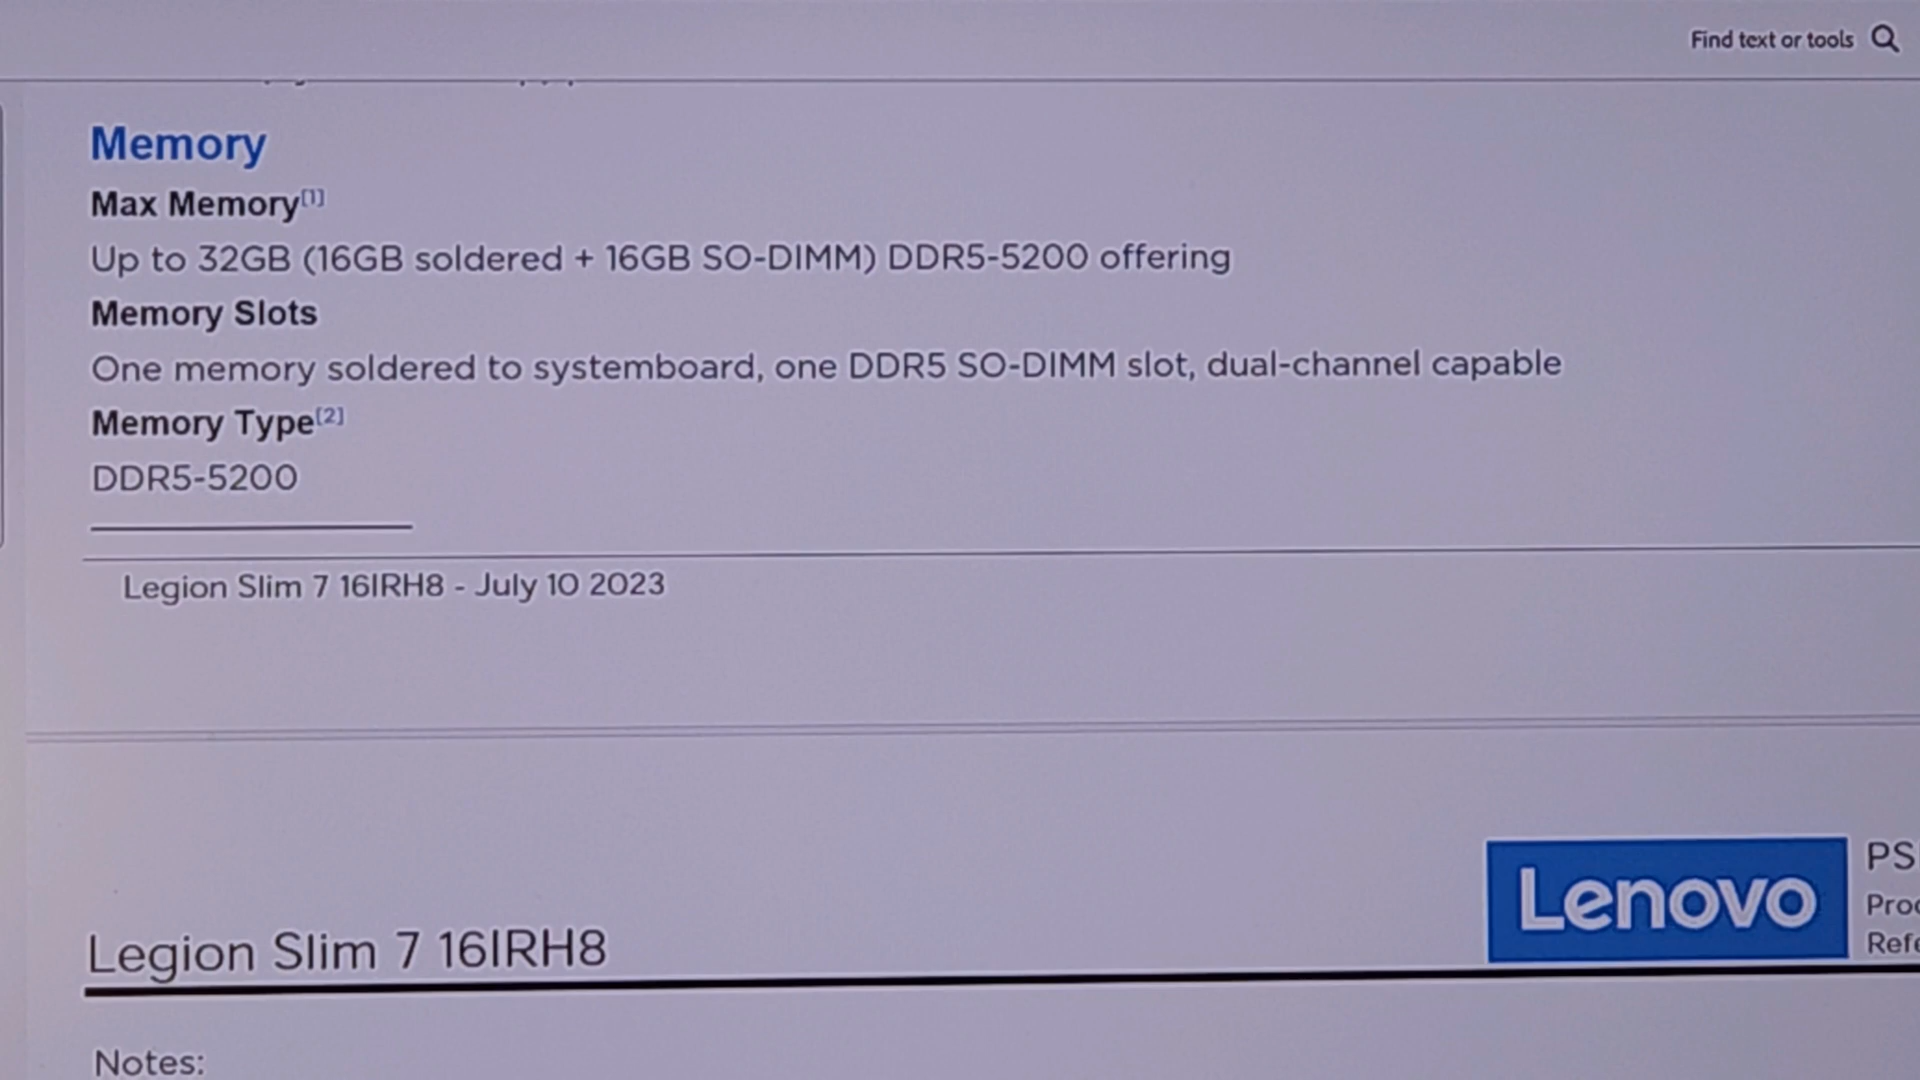 Find text or tools
Memory
Max Memory[1]
Up to 32GB (16GB soldered + 16GB SO-DIMM) DDR5-5200 offering
Memory Slots
One memory soldered to systemboard, one DDR5 SO-DIMM slot, dual-channel capable
Memory Type[2]
DDR5-5200
Legion Slim 7 16IRH8 - July 10 2023
Legion Slim 7 16IRH8
Lenovo
PS
Notes: